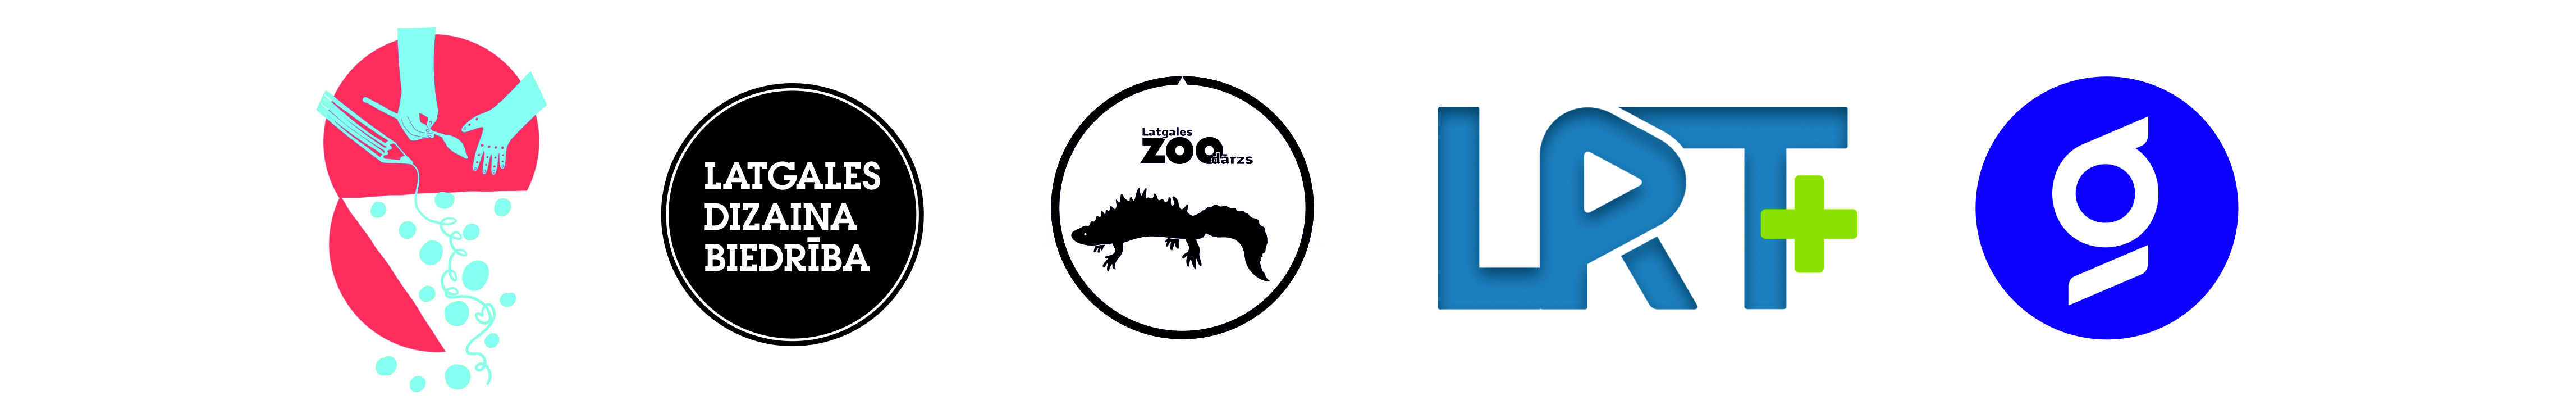 LATGALES
DIZAINA
BIEDRĪBA
Latgales
ZOO
dārzs
LRT+
g